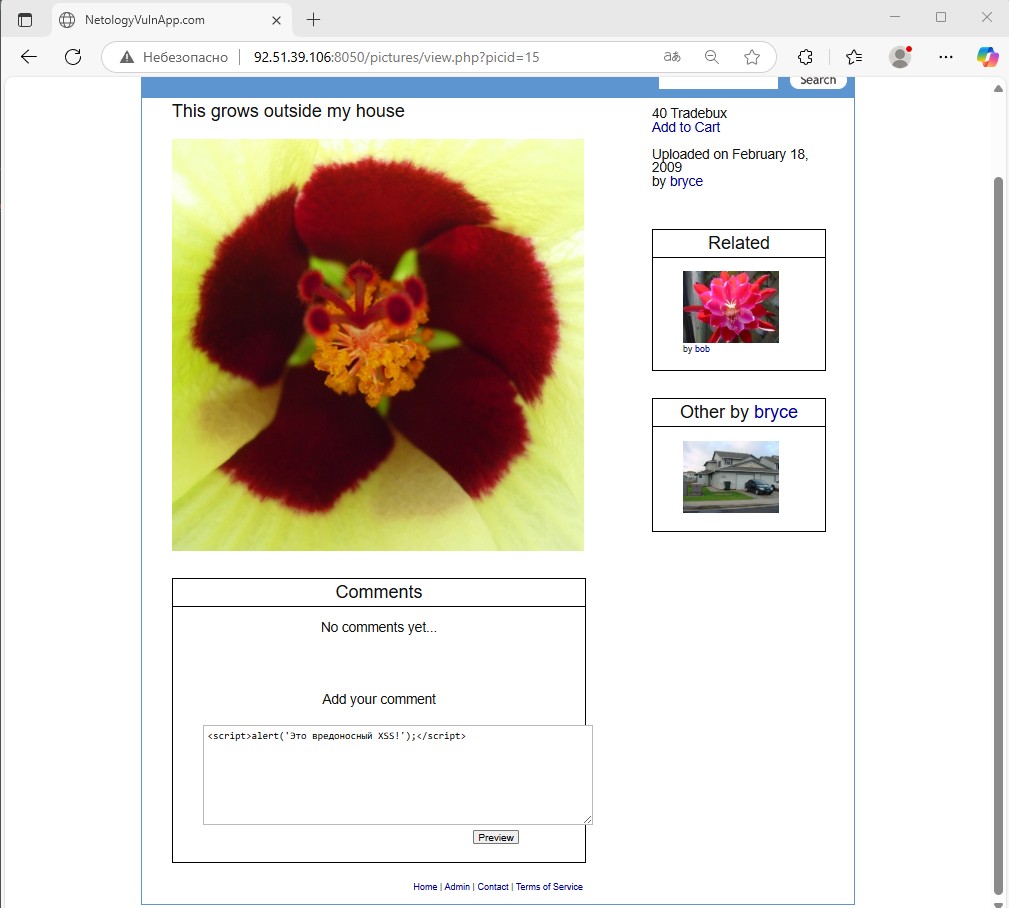 NetologyVulnApp.com
Небезопасно
92.51.39.106:8050/pictures/view.php?picid=15
Search
This grows outside my house
40 Tradebux
Add to Cart
Uploaded on February 18,
2009
by bryce
Related
by bob
Other by bryce
Comments
No comments yet...
Add your comment
<script>alert('Это вредоносный XSS!');</script>
Preview
Home | Admin | Contact | Terms of Service